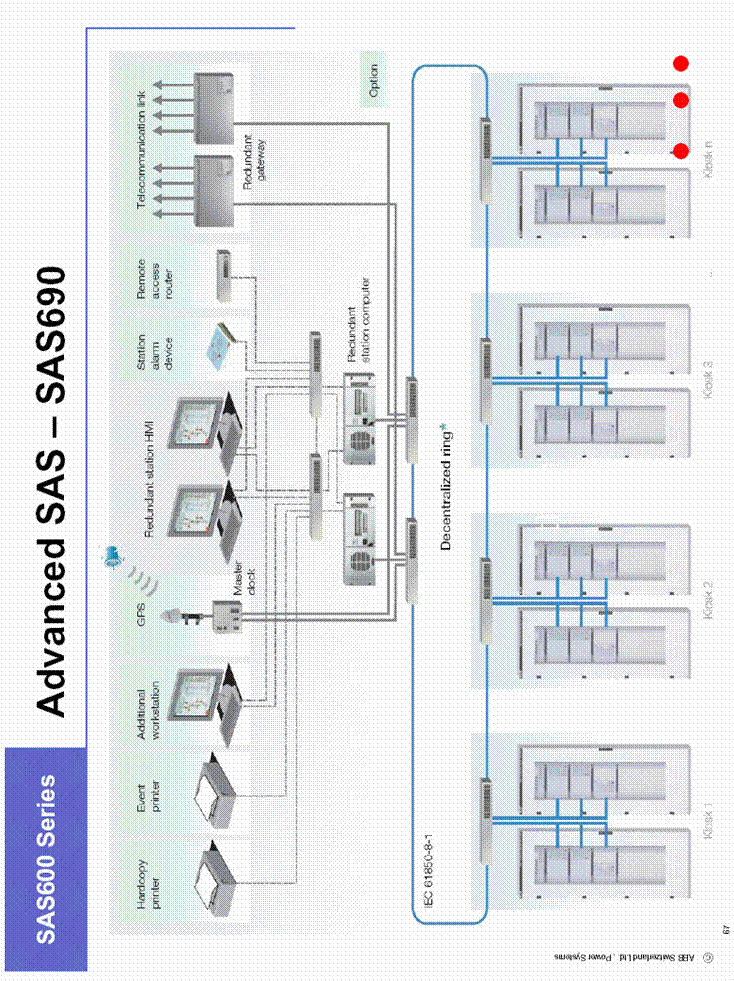 SAS600 Series
Advanced SAS – SAS690
Hardcopy
printer
Event
printer
Additional
workstation
GPS
Master
clock
Redundant station HMI
Station
alarm
device
Remote
access
router
Telecommunication link
Redundant
gateway
Redundant
station computer
Option
Decentralized ring*
IEC 61850-8-1
Kiosk 1
Kiosk 2
Kiosk 3
...
Kiosk n
© ABB Switzerland Ltd , Power Systems
67